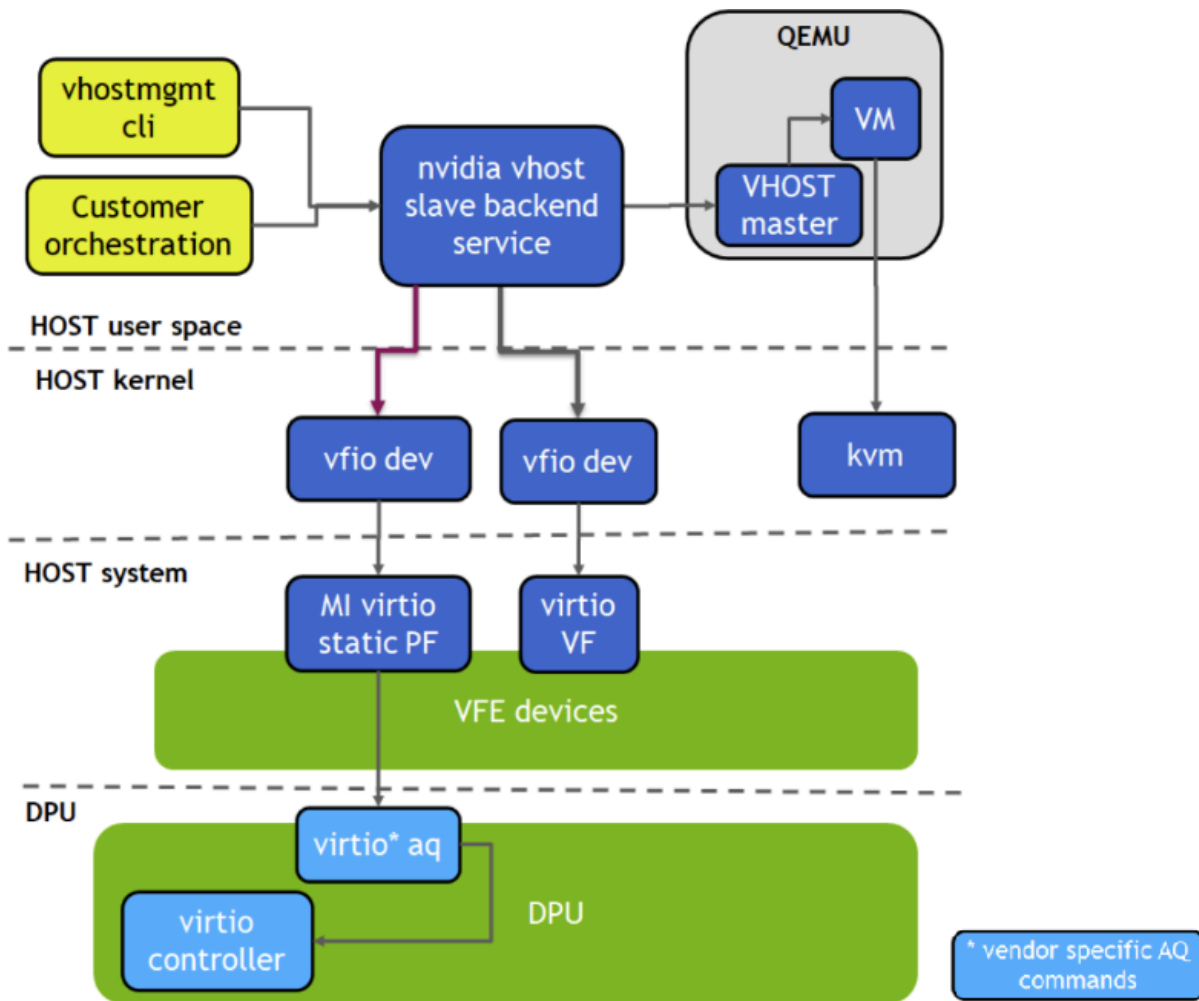 QEMU
vhostmgmt
cli
VM
nvidia vhost
slave backend
service
VHOST
master
Customer
orchestration
HOST user space
HOST kernel
vfio dev
vfio dev
kvm
HOST system
MI virtio
static PF
virtio
VF
VFE devices
DPU
virtio* aq
DPU
virtio
controller
* vendor specific AQ
commands